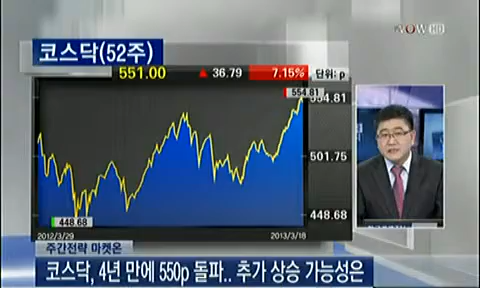 NOW HD
코스닥(52주)
551.00 ▲ 36.79 7.15% 단위: p
554.81
554.81
501.75
448.68
448.68
2012/3/29 2013/3/18
주간전략 마켓온
코스닥, 4년 만에 550p 돌파.. 추가 상승 가능성은